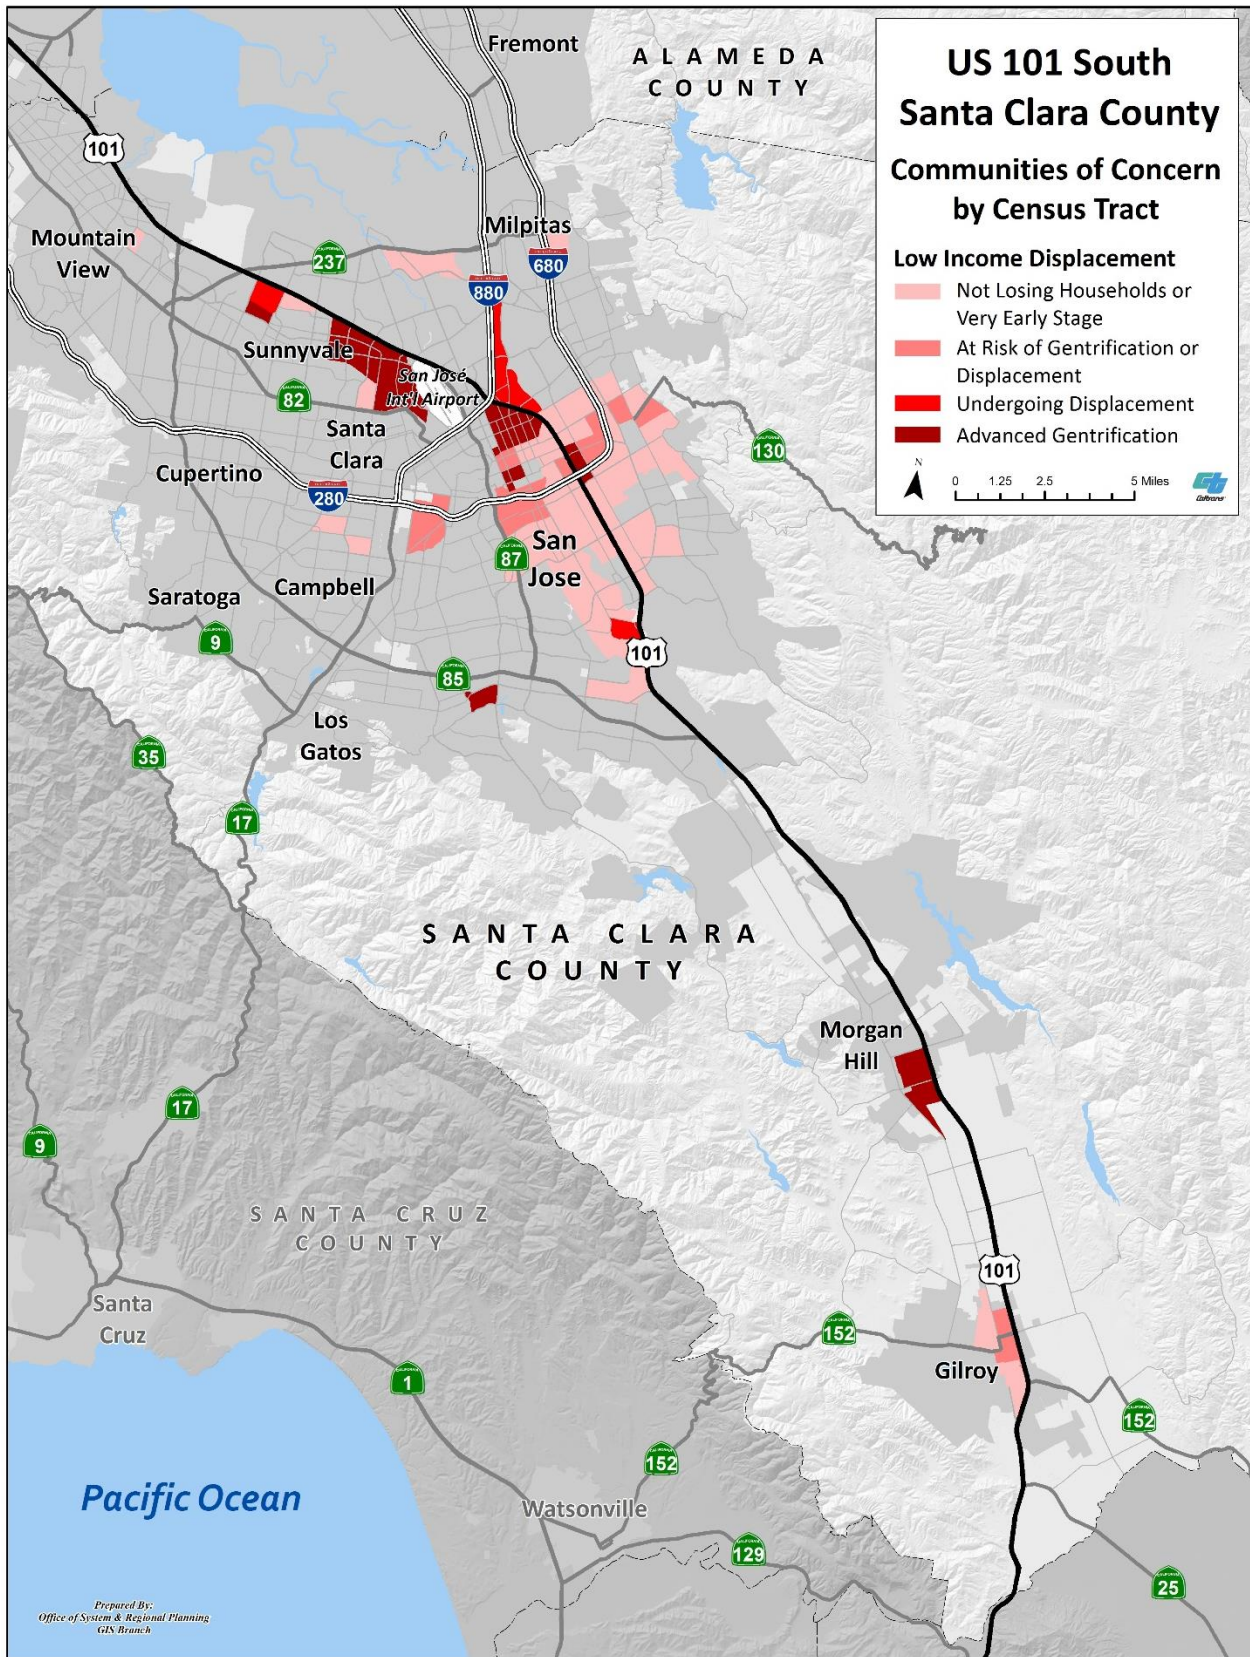 US 101 South
Santa Clara County
Communities of Concern
by Census Tract
Low Income Displacement
Not Losing Households or
Very Early Stage
At Risk of Gentrification or
Displacement
Undergoing Displacement
Advanced Gentrification
N
0 1.25 2.5 5 Miles
Caltrans
Fremont
ALAMEDA
COUNTY
101
Mountain
View
237
Milpitas
680
880
Sunnyvale
San José
Int'l Airport
82
Santa
Clara
130
Cupertino
280
San
Jose
87
Campbell
Saratoga
9
101
85
Los
Gatos
35
17
SANTA CLARA
COUNTY
Morgan
Hill
17
9
SANTA CRUZ
COUNTY
101
Santa
Cruz
152
Gilroy
1
152
152
Pacific Ocean
Watsonville
129
25
Prepared By:
Office of System & Regional Planning
GIS Branch